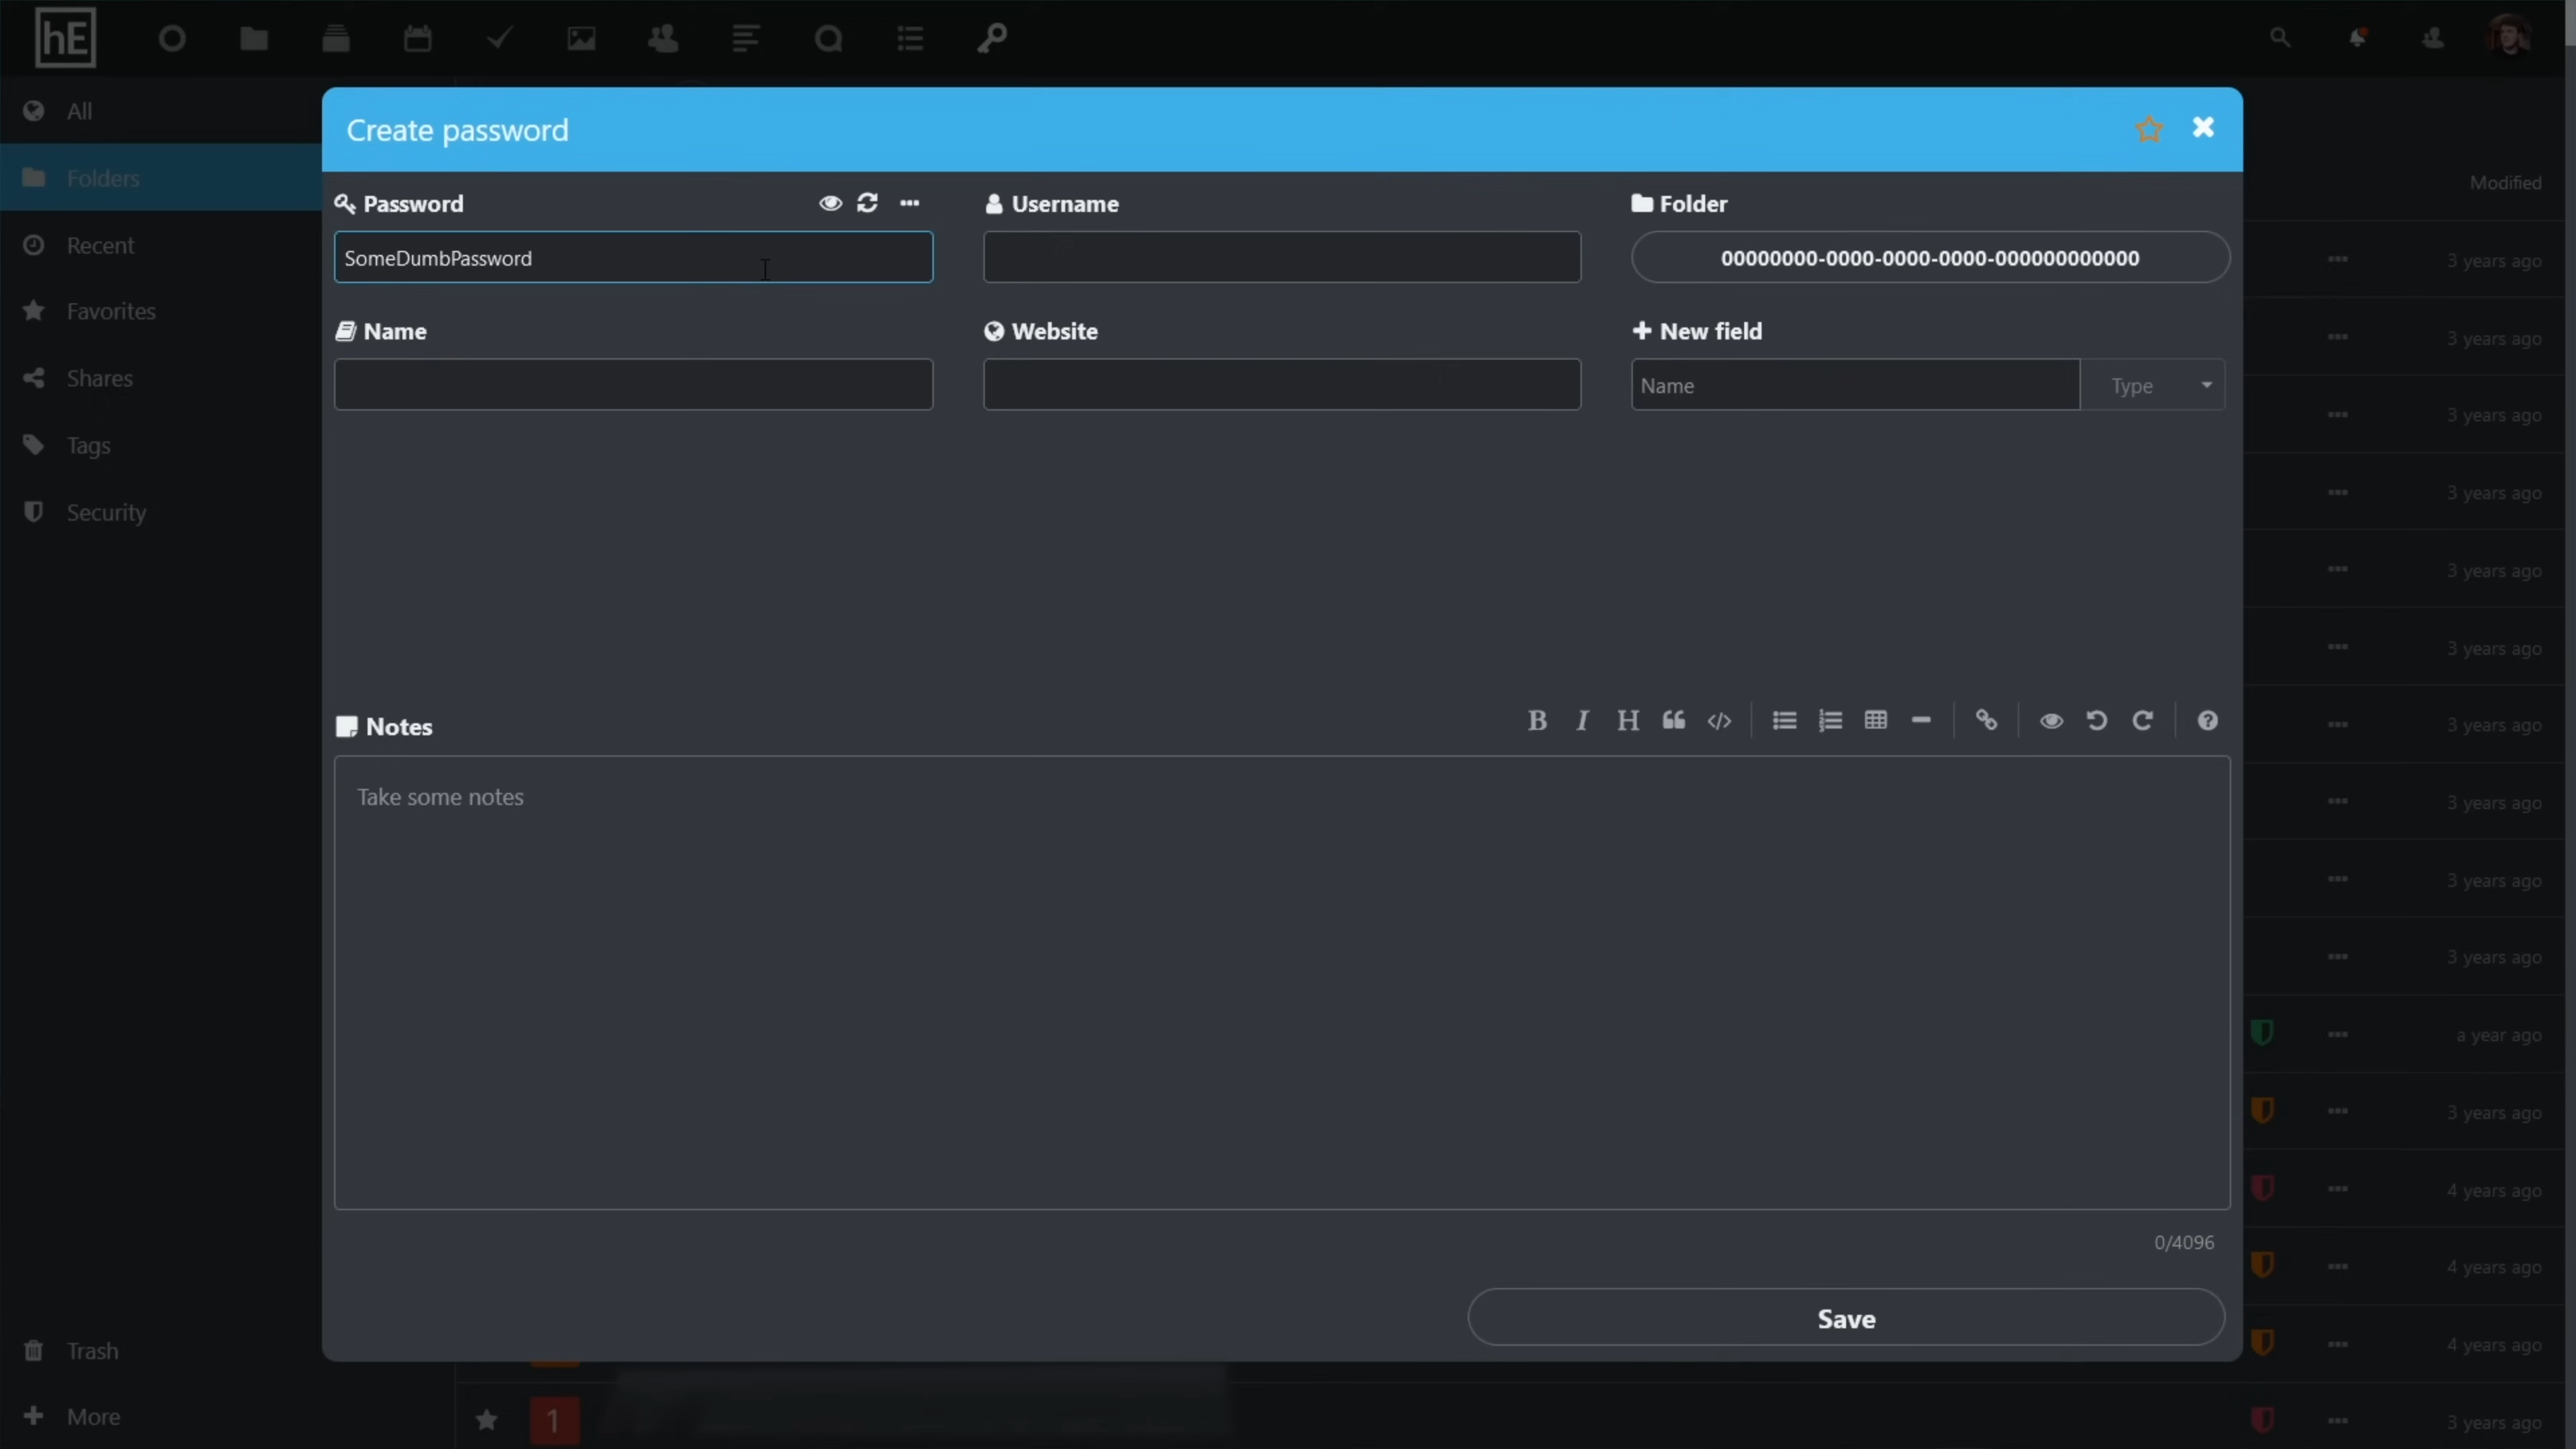 hE
All
Folders
Recent
Favorites
Shares
Tags
Security
Trash
More
Create password
Password
SomeDumbPassword
Username
Folder
00000000-0000-0000-0000-000000000000
Name
Website
New field
Name
Type
Notes
B I H
Take some notes
0/4096
Save
Modified
3 years ago
3 years ago
3 years ago
3 years ago
3 years ago
3 years ago
3 years ago
3 years ago
3 years ago
3 years ago
a year ago
3 years ago
4 years ago
4 years ago
4 years ago
1
3 years ago